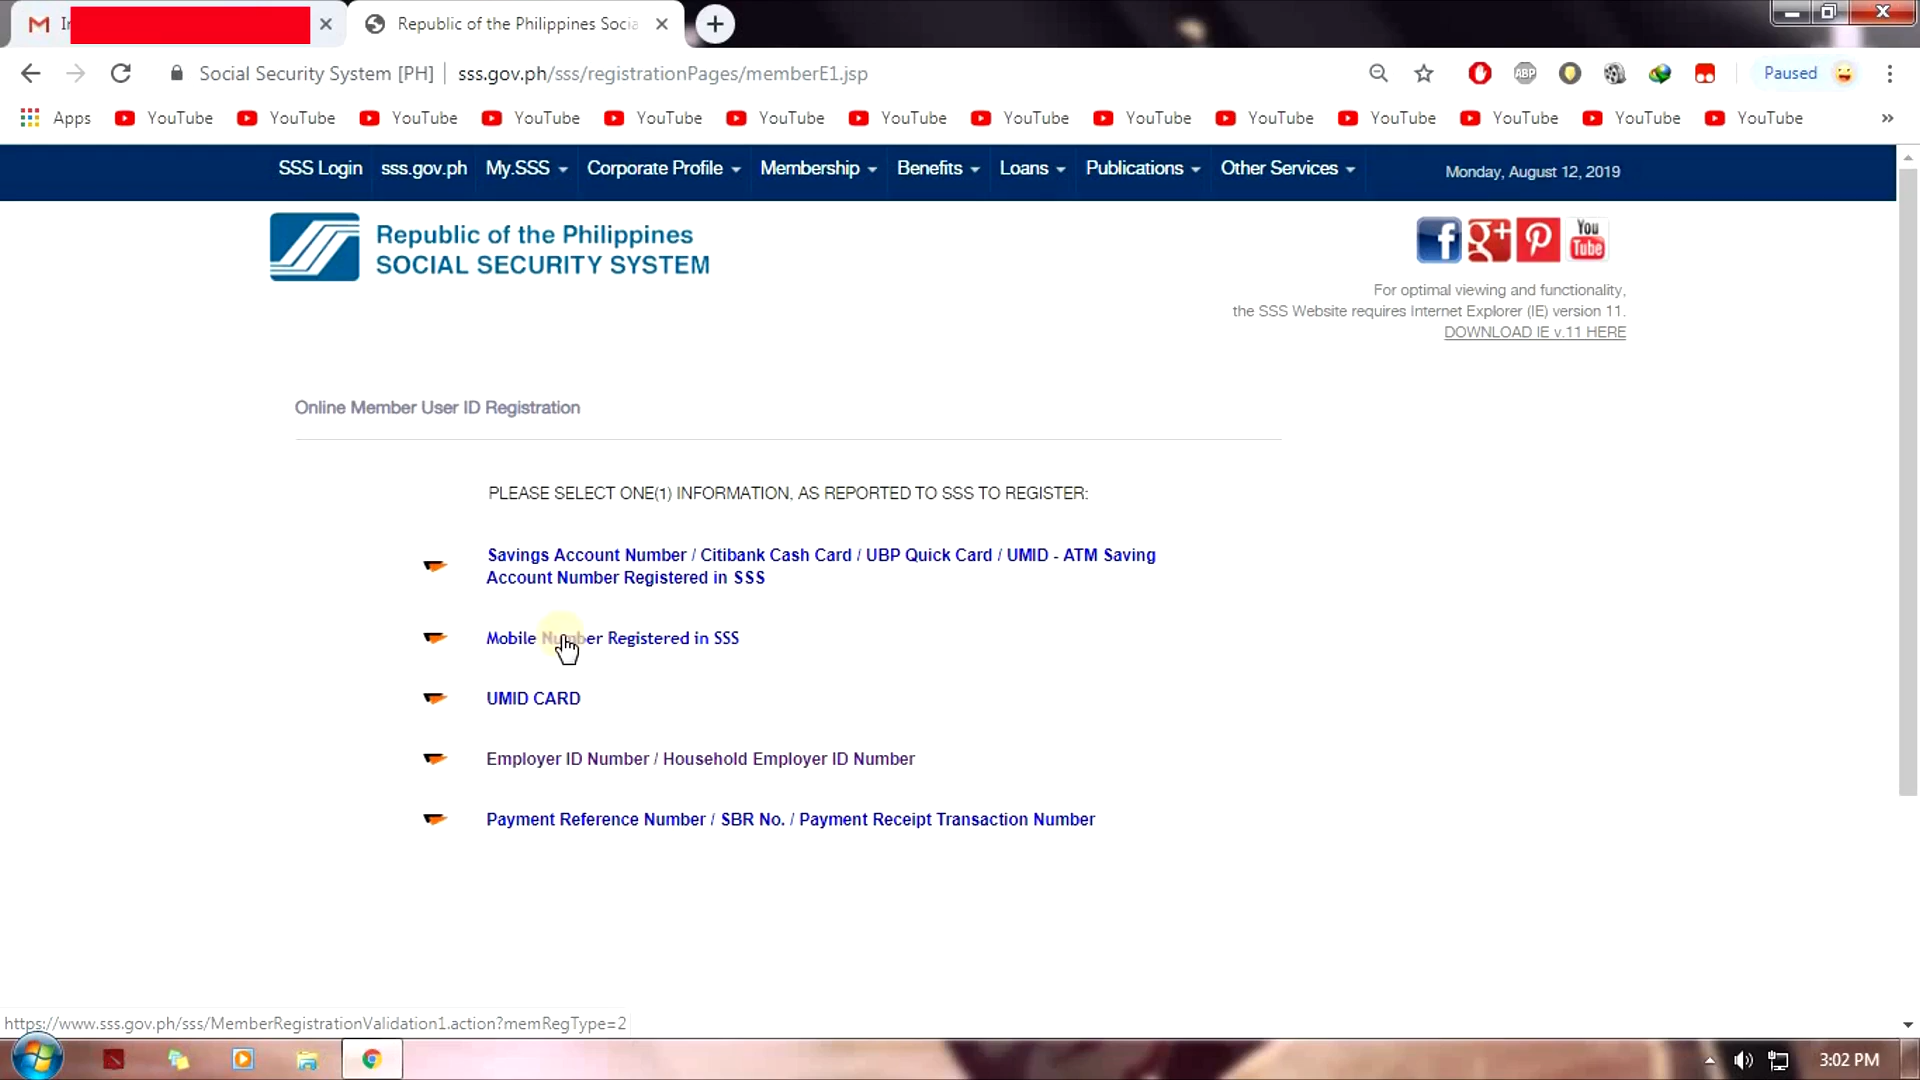 Republic of the Philippines Socia
Social Security System [PH] sss.gov.ph/sss/registrationPages/memberE1.jsp
ABP
Paused
Apps YouTube YouTube YouTube YouTube YouTube YouTube YouTube YouTube YouTube YouTube YouTube YouTube YouTube YouTube »
SSS Login sss.gov.ph My.SSS Corporate Profile Membership Benefits Loans Publications Other Services Monday, August 12, 2019
Republic of the Philippines
SOCIAL SECURITY SYSTEM
f g+ You Tube
For optimal viewing and functionality,
the SSS Website requires Internet Explorer (IE) version 11.
DOWNLOAD IE v.11 HERE
Online Member User ID Registration
PLEASE SELECT ONE(1) INFORMATION, AS REPORTED TO SSS TO REGISTER:
Savings Account Number / Citibank Cash Card / UBP Quick Card / UMID - ATM Saving
Account Number Registered in SSS
Mobile Number Registered in SSS
UMID CARD
Employer ID Number / Household Employer ID Number
Payment Reference Number / SBR No. / Payment Receipt Transaction Number
https://www.sss.gov.ph/sss/MemberRegistrationValidation1.action?memRegType=2
3:02 PM